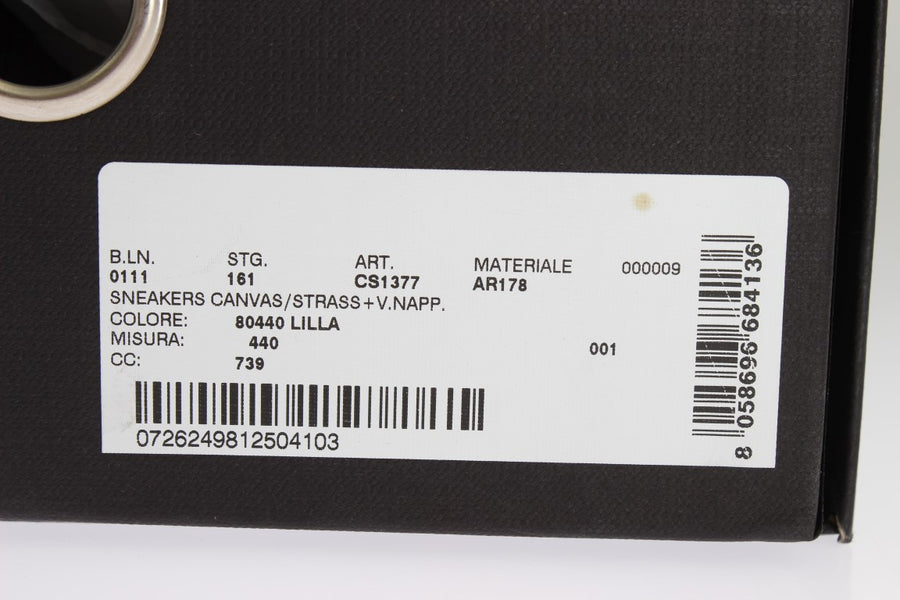 B.LN. STG. ART. MATERIALE 000009
0111 161 CS1377 AR178
SNEAKERS CANVAS/STRASS+V.NAPP.
COLORE: 80440 LILLA
MISURA: 440 001
CC: 739
0726249812504103
8 058696 684136